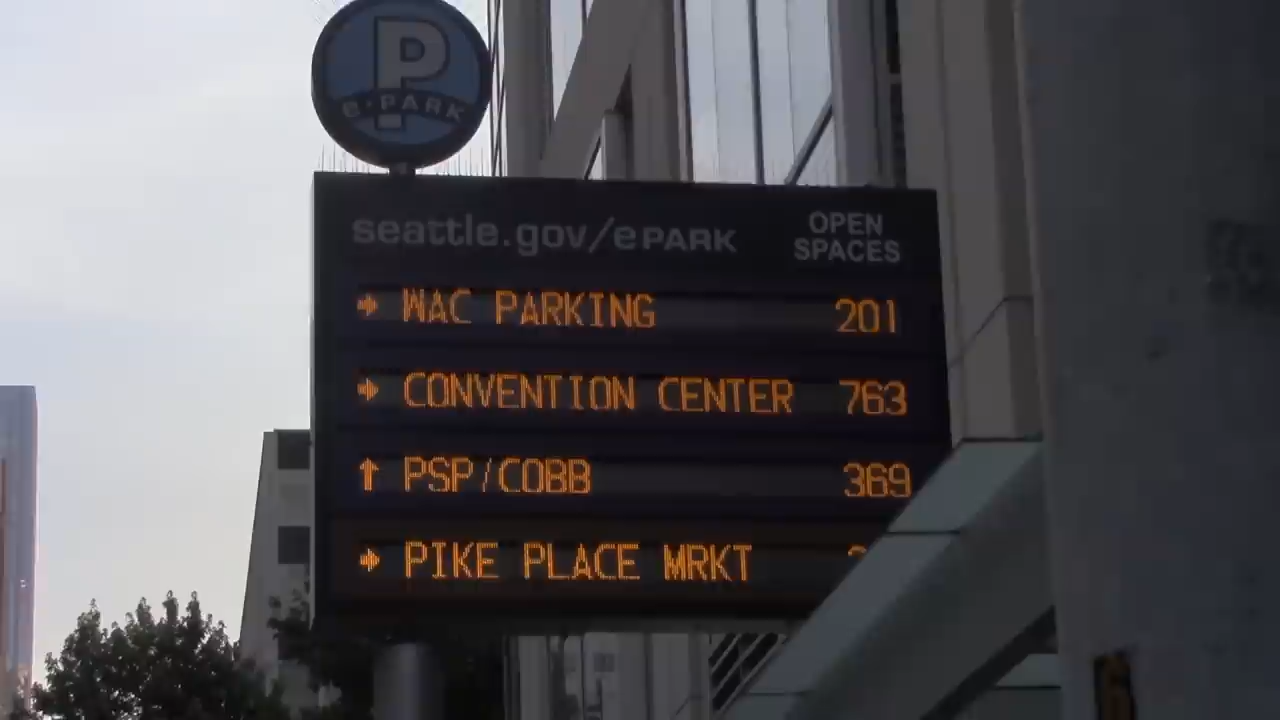 P
e·PARK
seattle.gov/ePARK
OPEN
SPACES
WAC PARKING 201
CONVENTION CENTER 763
PSP/COBB 369
PIKE PLACE MRKT